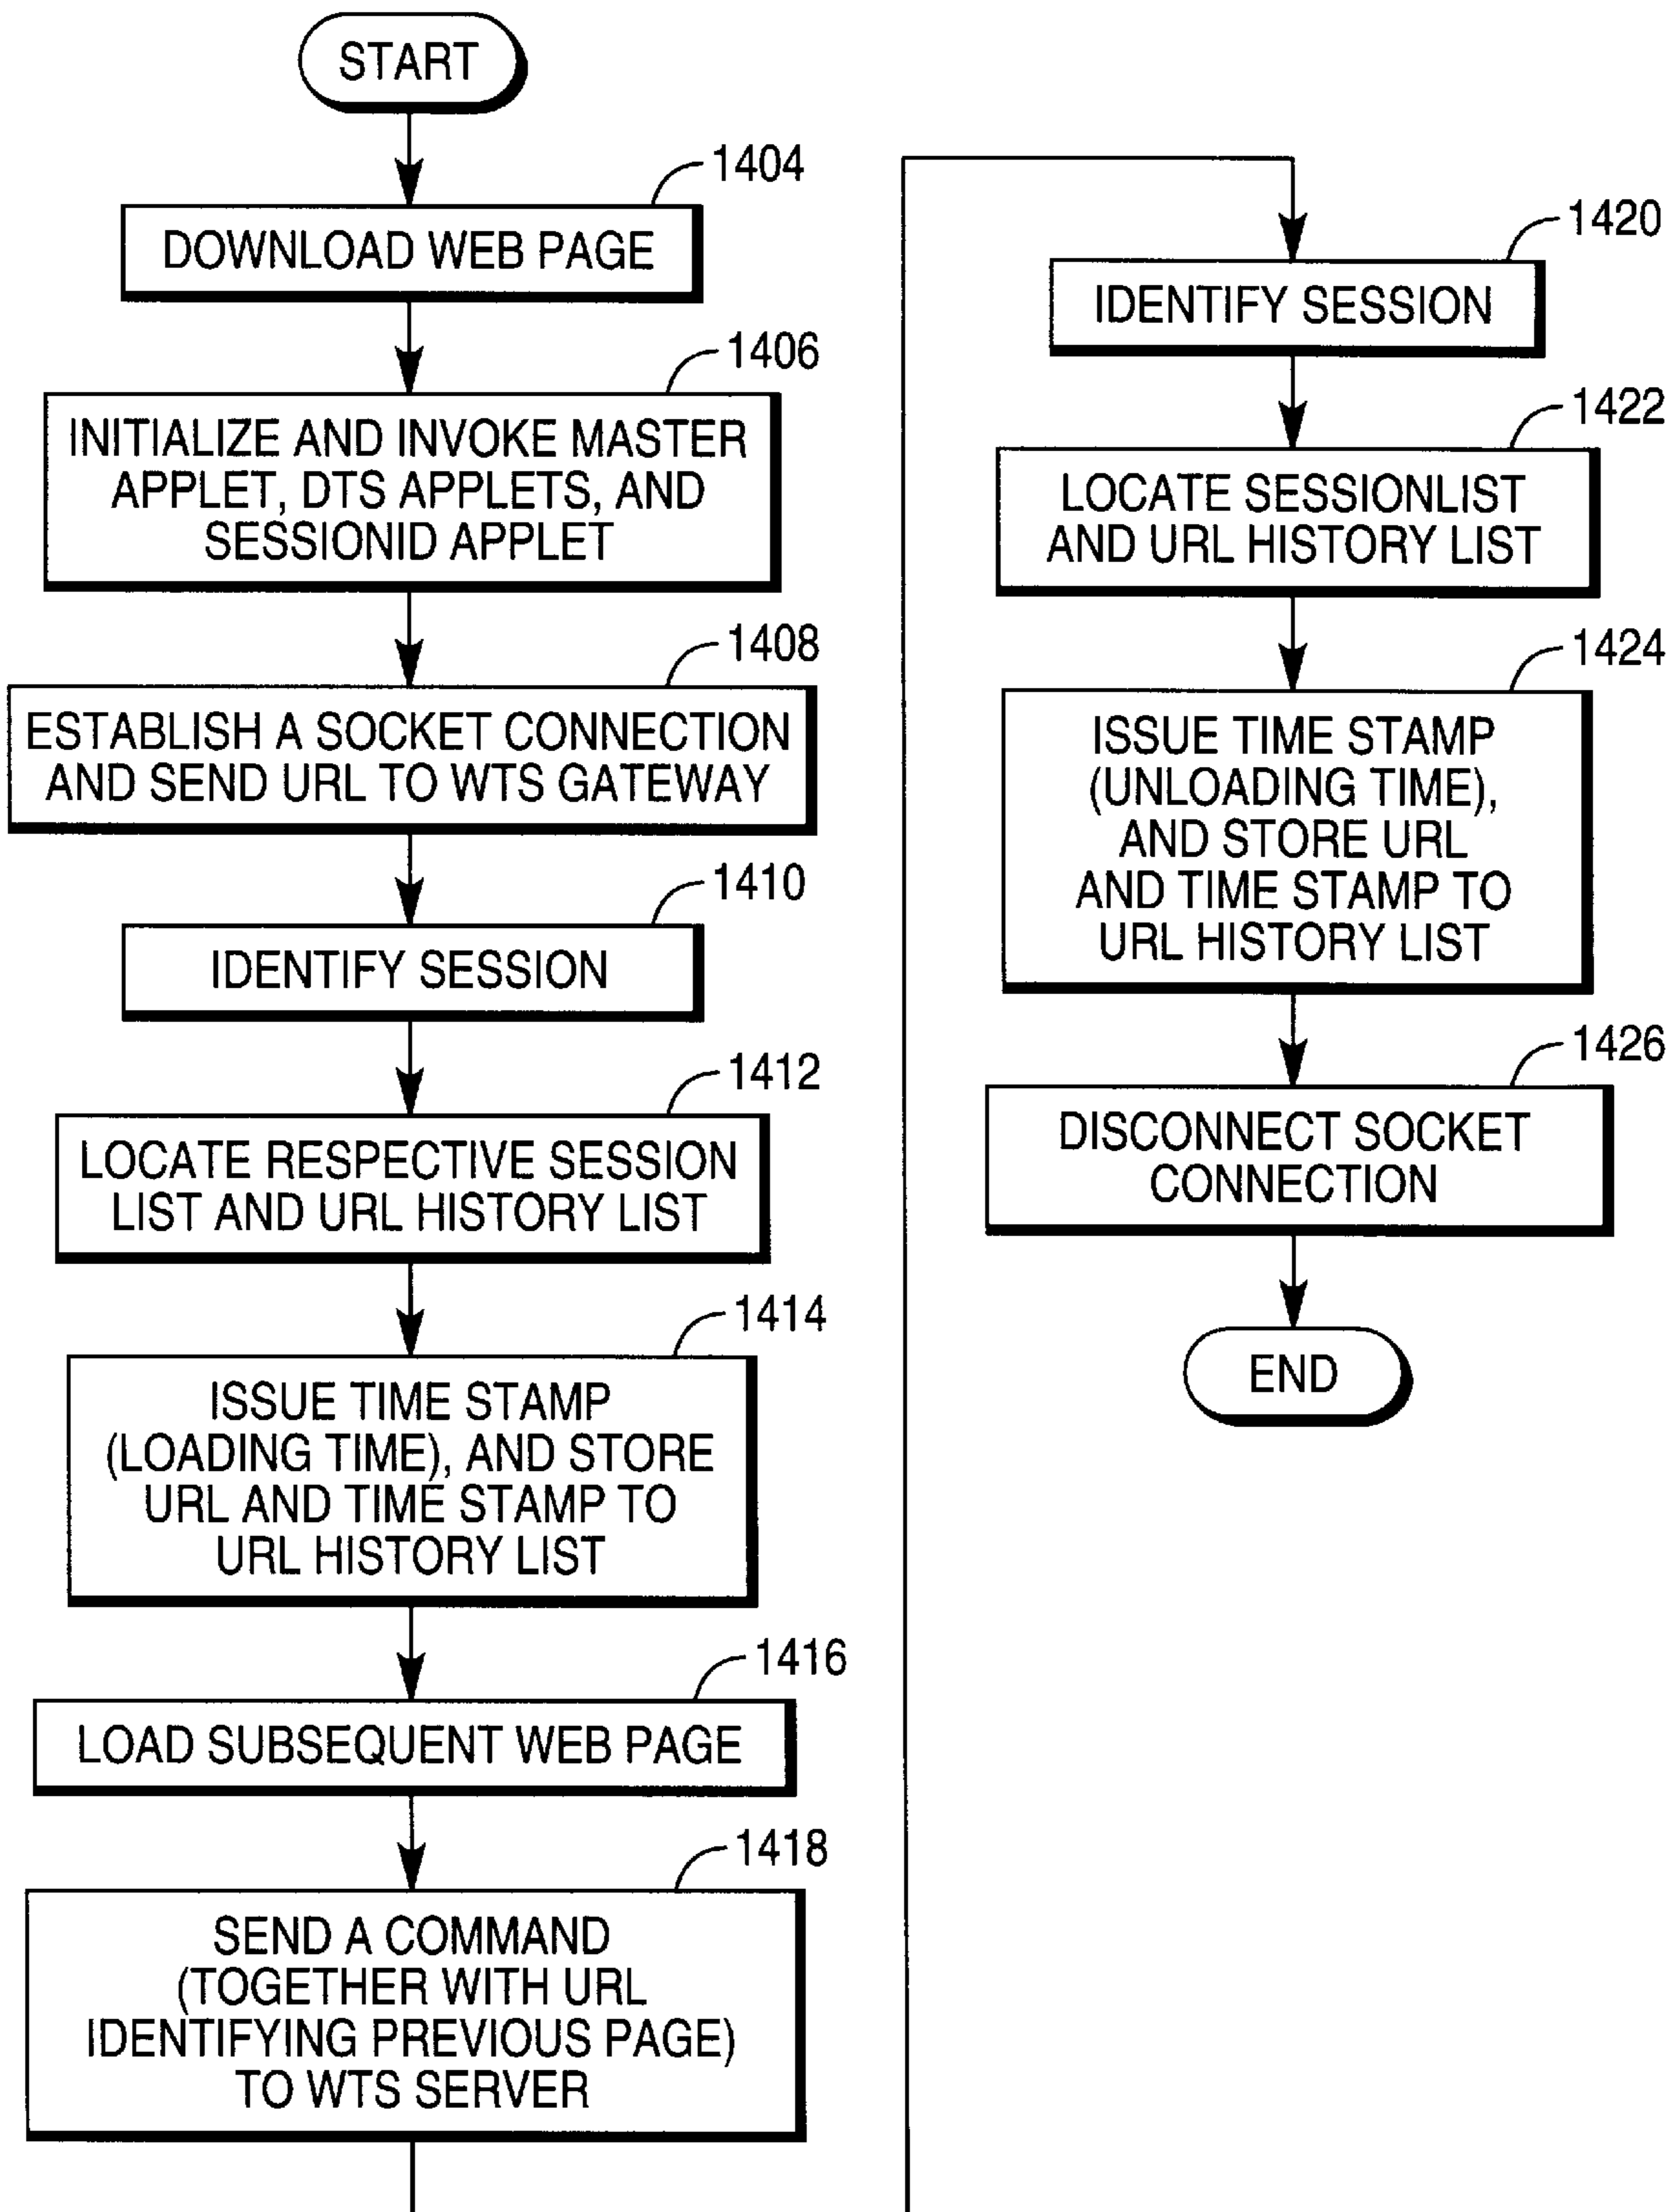 START
1404
DOWNLOAD WEB PAGE
1406
INITIALIZE AND INVOKE MASTER
APPLET, DTS APPLETS, AND
SESSIONID APPLET
1408
ESTABLISH A SOCKET CONNECTION
AND SEND URL TO WTS GATEWAY
1410
IDENTIFY SESSION
1412
LOCATE RESPECTIVE SESSION
LIST AND URL HISTORY LIST
1414
ISSUE TIME STAMP
(LOADING TIME), AND STORE
URL AND TIME STAMP TO
URL HISTORY LIST
1416
LOAD SUBSEQUENT WEB PAGE
1418
SEND A COMMAND
(TOGETHER WITH URL
IDENTIFYING PREVIOUS PAGE)
TO WTS SERVER
1420
IDENTIFY SESSION
1422
LOCATE SESSIONLIST
AND URL HISTORY LIST
1424
ISSUE TIME STAMP
(UNLOADING TIME),
AND STORE URL
AND TIME STAMP TO
URL HISTORY LIST
1426
DISCONNECT SOCKET
CONNECTION
END